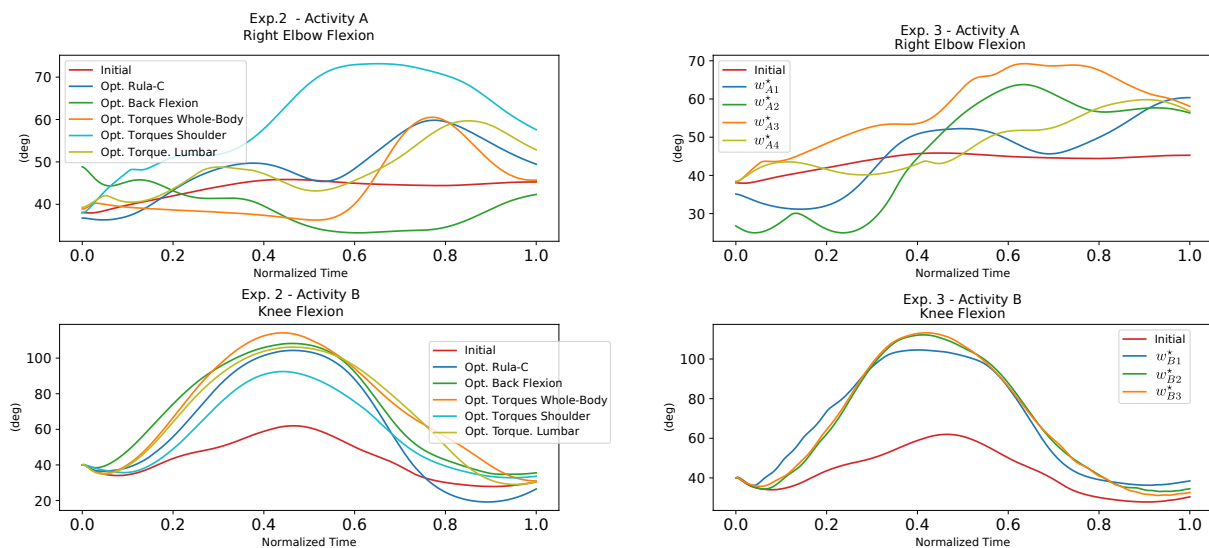 Exp.2 - Activity A
Right Elbow Flexion
70
60
50
40
(deg)
Initial
Opt. Rula-C
Opt. Back Flexion
Opt. Torques Whole-Body
Opt. Torques Shoulder
Opt. Torque. Lumbar
0.0 0.2 0.4 0.6 0.8 1.0
Normalized Time
Exp. 3 - Activity A
Right Elbow Flexion
70
60
50
40
30
(deg)
Initial
w*A1
w*A2
w*A3
w*A4
0.0 0.2 0.4 0.6 0.8 1.0
Normalized Time
Exp. 2 - Activity B
Knee Flexion
100
80
60
40
20
(deg)
Initial
Opt. Rula-C
Opt. Back Flexion
Opt. Torques Whole-Body
Opt. Torques Shoulder
Opt. Torque. Lumbar
0.0 0.2 0.4 0.6 0.8 1.0
Normalized Time
Exp. 3 - Activity B
Knee Flexion
100
80
60
40
(deg)
Initial
w*B1
w*B2
w*B3
0.0 0.2 0.4 0.6 0.8 1.0
Normalized Time